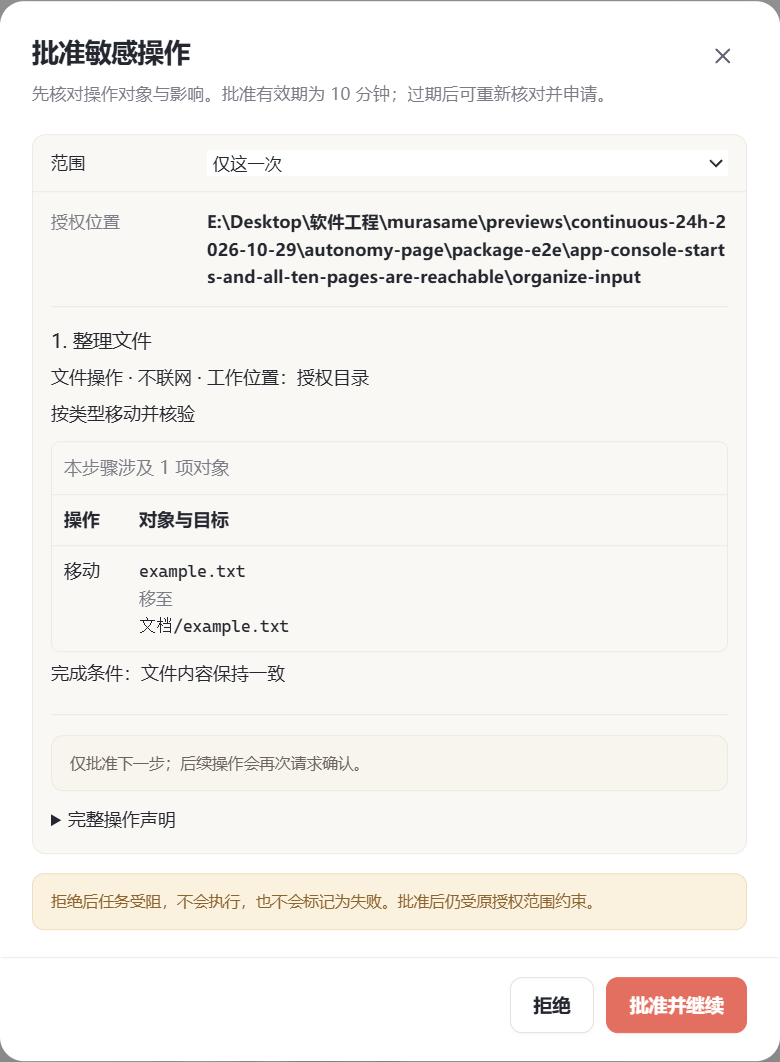 批准敏感操作
先核对操作对象与影响。批准有效期为 10 分钟；过期后可重新核对并申请。
范围 仅这一次
授权位置 E:\Desktop\软件工程\murasame\previews\continuous-24h-2
026-10-29\autonomy-page\package-e2e\app-console-start
s-and-all-ten-pages-are-reachable\organize-input
1. 整理文件
文件操作 · 不联网 · 工作位置：授权目录
按类型移动并核验
本步骤涉及 1 项对象
操作 对象与目标
移动 example.txt
移至
文档/example.txt
完成条件：文件内容保持一致
仅批准下一步；后续操作会再次请求确认。
▶ 完整操作声明
拒绝后任务受阻，不会执行，也不会标记为失败。批准后仍受原授权范围约束。
拒绝 批准并继续